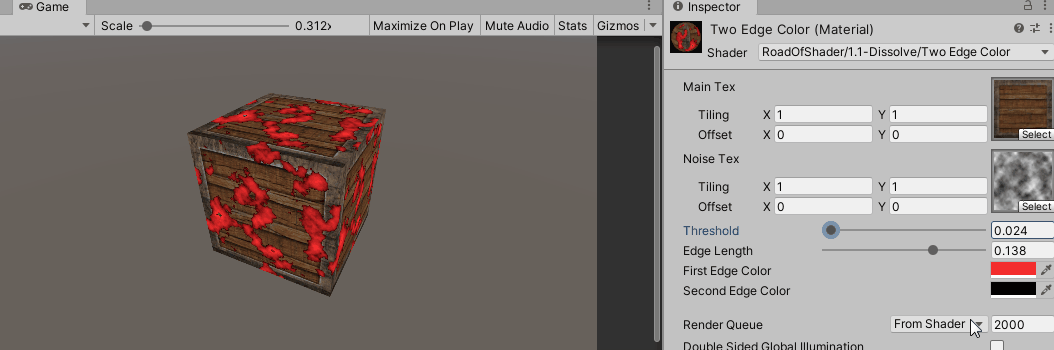 Game
Scale 0.312› Maximize On Play Mute Audio Stats Gizmos
Inspector
Two Edge Color (Material)
Shader RoadOfShader/1.1-Dissolve/Two Edge Color
Main Tex
Tiling X 1 Y 1
Offset X 0 Y 0
Select
Noise Tex
Tiling X 1 Y 1
Offset X 0 Y 0
Select
Threshold 0.024
Edge Length 0.138
First Edge Color
Second Edge Color
Render Queue From Shader 2000
Double Sided Global Illumination